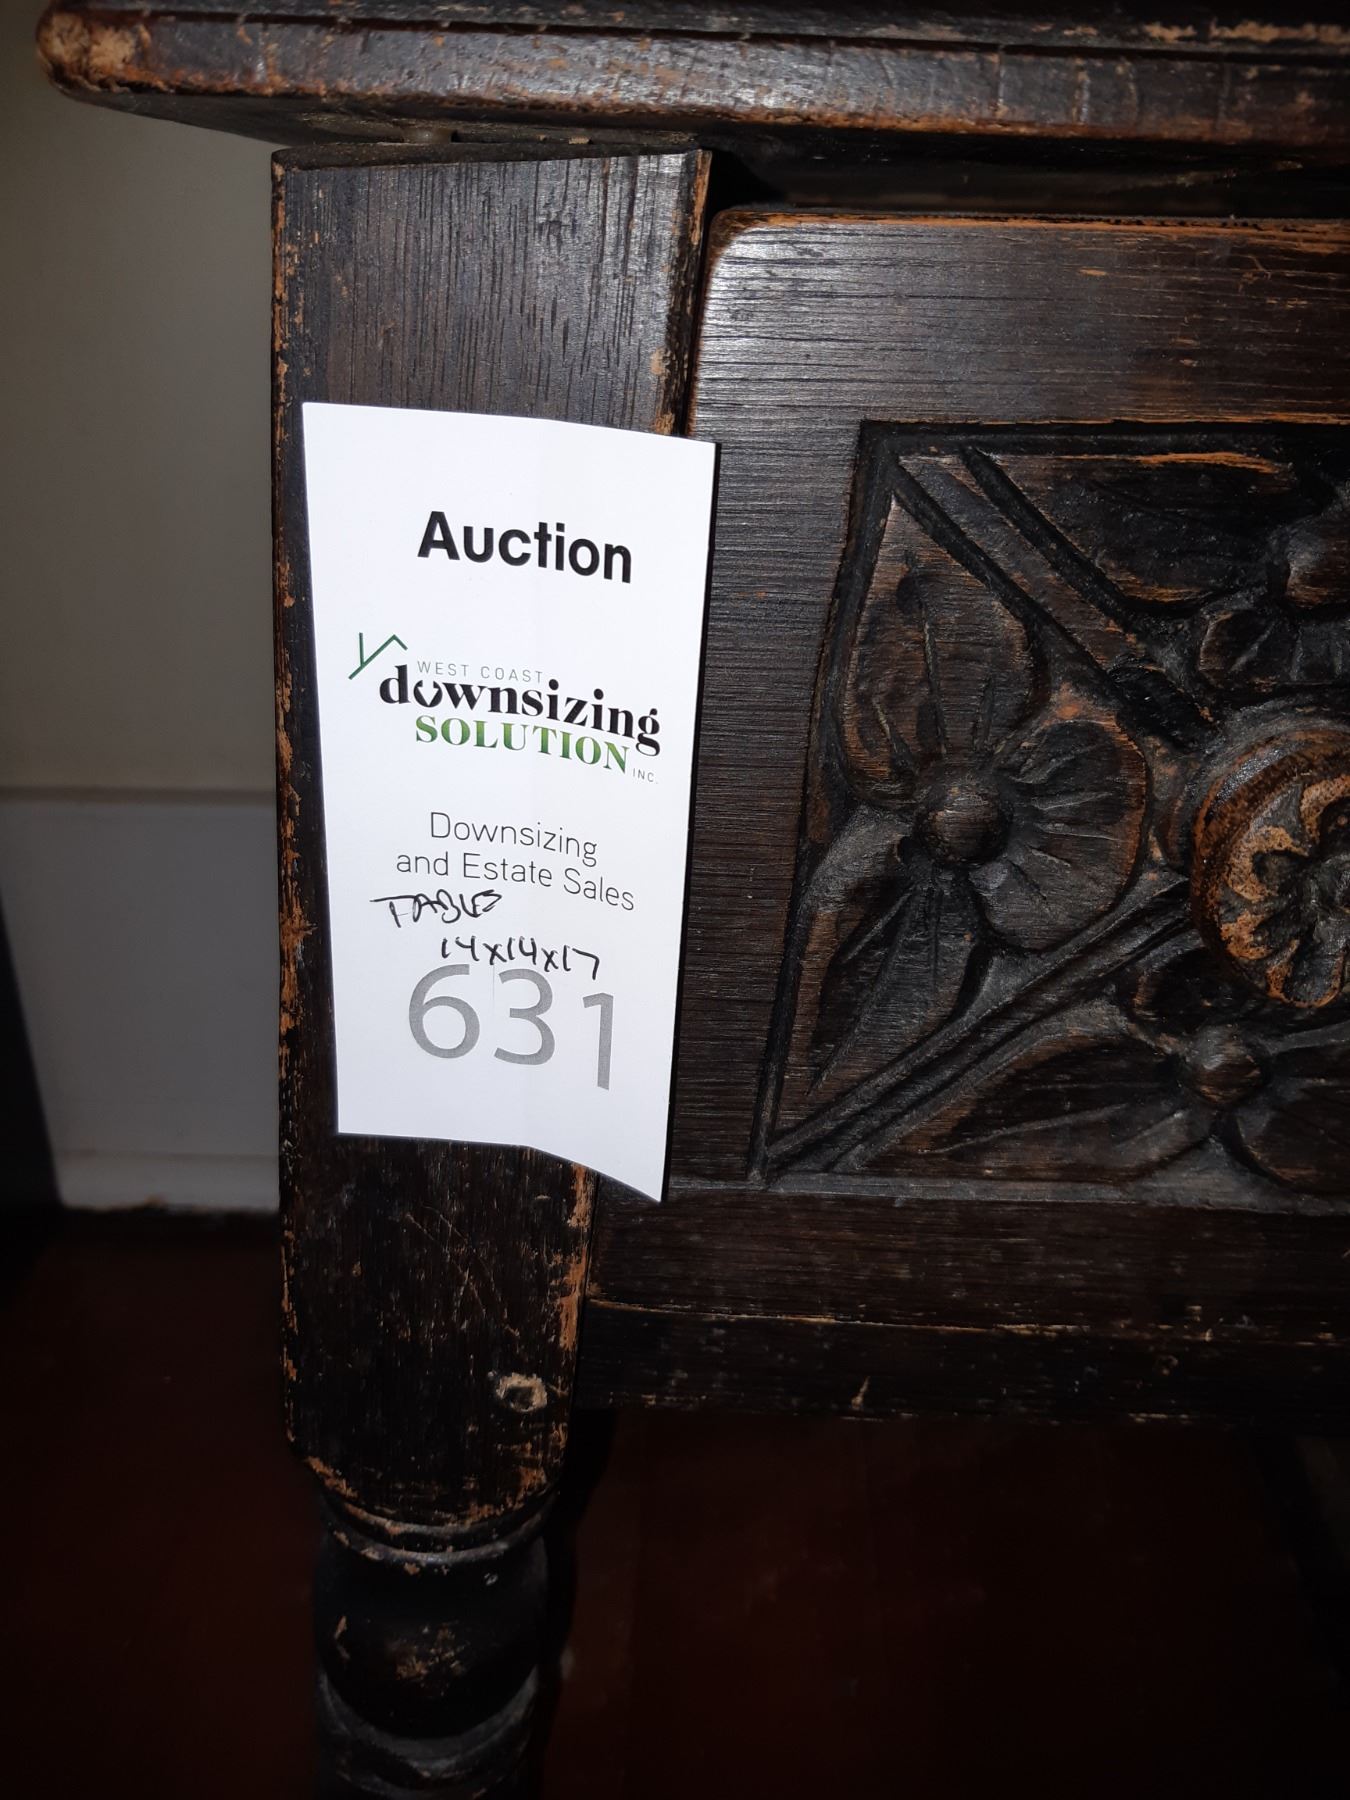 Auction
WEST COAST
downsizing
SOLUTION INC.
Downsizing
and Estate Sales
TABLE
14x14x17
631